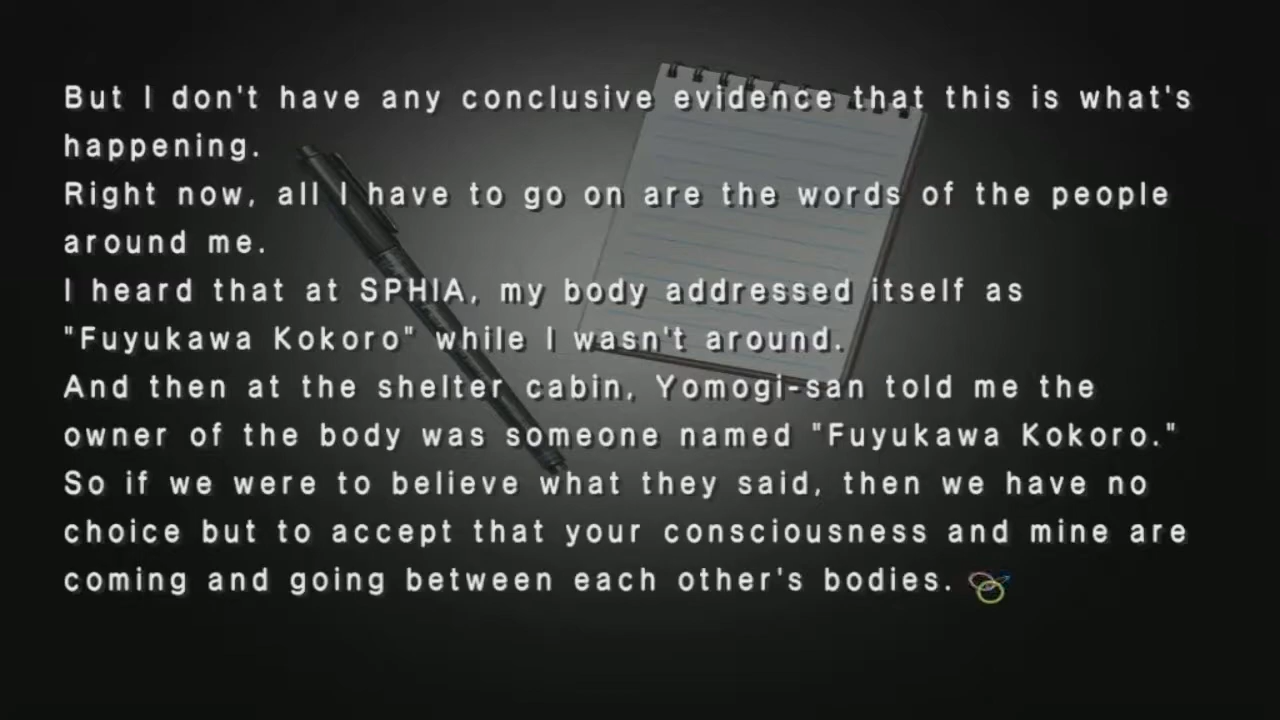 But I don't have any conclusive evidence that this is what's
happening.
Right now, all I have to go on are the words of the people
around me.
I heard that at SPHIA, my body addressed itself as
"Fuyukawa Kokoro" while I wasn't around.
And then at the shelter cabin, Yomogi-san told me the
owner of the body was someone named "Fuyukawa Kokoro."
So if we were to believe what they said, then we have no
choice but to accept that your consciousness and mine are
coming and going between each other's bodies.